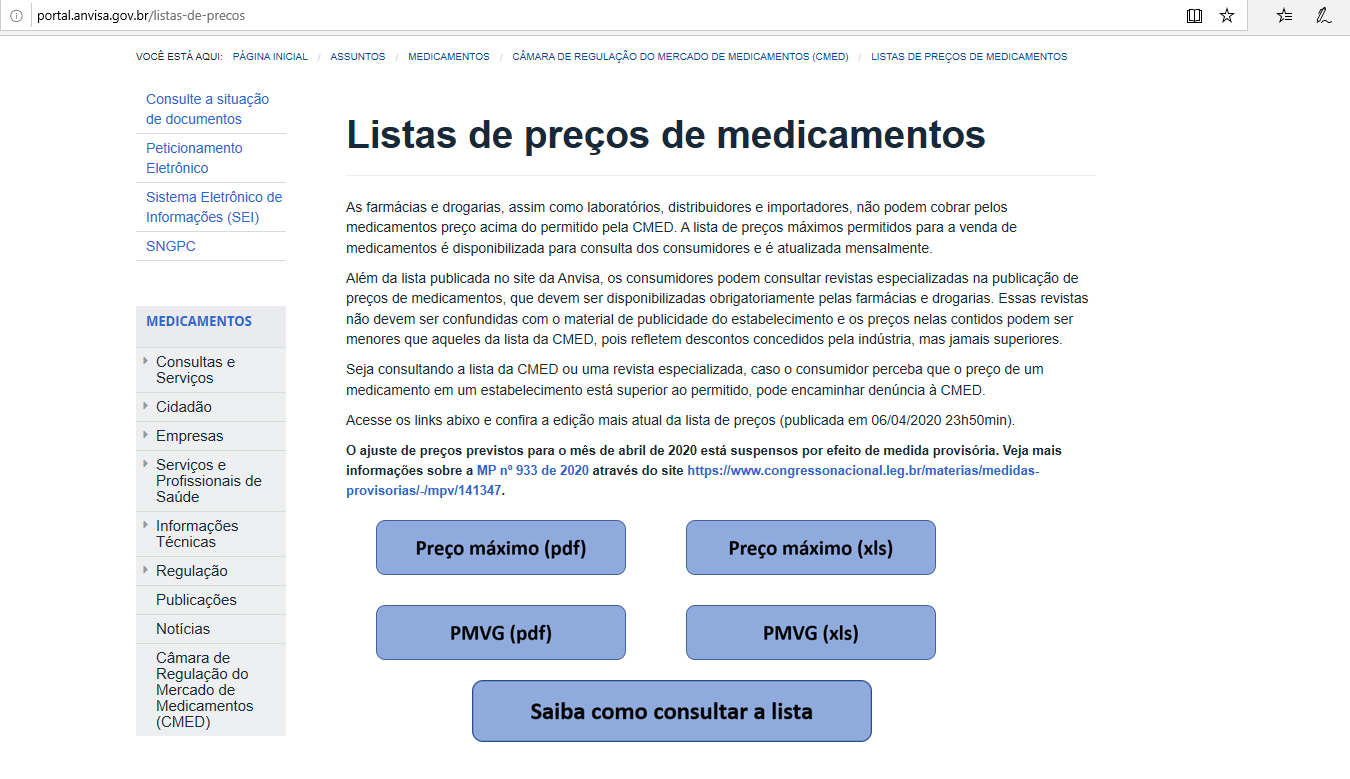 portal.anvisa.gov.br/listas-de-precos
VOCÊ ESTÁ AQUI: PÁGINA INICIAL / ASSUNTOS / MEDICAMENTOS / CÂMARA DE REGULAÇÃO DO MERCADO DE MEDICAMENTOS (CMED) / LISTAS DE PREÇOS DE MEDICAMENTOS
Consulte a situação
de documentos
Peticionamento
Eletrônico
Sistema Eletrônico de
Informações (SEI)
SNGPC
MEDICAMENTOS
Consultas e
Serviços
Cidadão
Empresas
Serviços e
Profissionais de
Saúde
Informações
Técnicas
Regulação
Publicações
Notícias
Câmara de
Regulação do
Mercado de
Medicamentos
(CMED)
Listas de preços de medicamentos
As farmácias e drogarias, assim como laboratórios, distribuidores e importadores, não podem cobrar pelos
medicamentos preço acima do permitido pela CMED. A lista de preços máximos permitidos para a venda de
medicamentos é disponibilizada para consulta dos consumidores e é atualizada mensalmente.
Além da lista publicada no site da Anvisa, os consumidores podem consultar revistas especializadas na publicação de
preços de medicamentos, que devem ser disponibilizadas obrigatoriamente pelas farmácias e drogarias. Essas revistas
não devem ser confundidas com o material de publicidade do estabelecimento e os preços nelas contidos podem ser
menores que aqueles da lista da CMED, pois refletem descontos concedidos pela indústria, mas jamais superiores.
Seja consultando a lista da CMED ou uma revista especializada, caso o consumidor perceba que o preço de um
medicamento em um estabelecimento está superior ao permitido, pode encaminhar denúncia à CMED.
Acesse os links abaixo e confira a edição mais atual da lista de preços (publicada em 06/04/2020 23h50min).
O ajuste de preços previstos para o mês de abril de 2020 está suspensos por efeito de medida provisória. Veja mais
informações sobre a MP nº 933 de 2020 através do site https://www.congressonacional.leg.br/materias/medidas-
provisorias/-/mpv/141347.
Preço máximo (pdf)
Preço máximo (xls)
PMVG (pdf)
PMVG (xls)
Saiba como consultar a lista